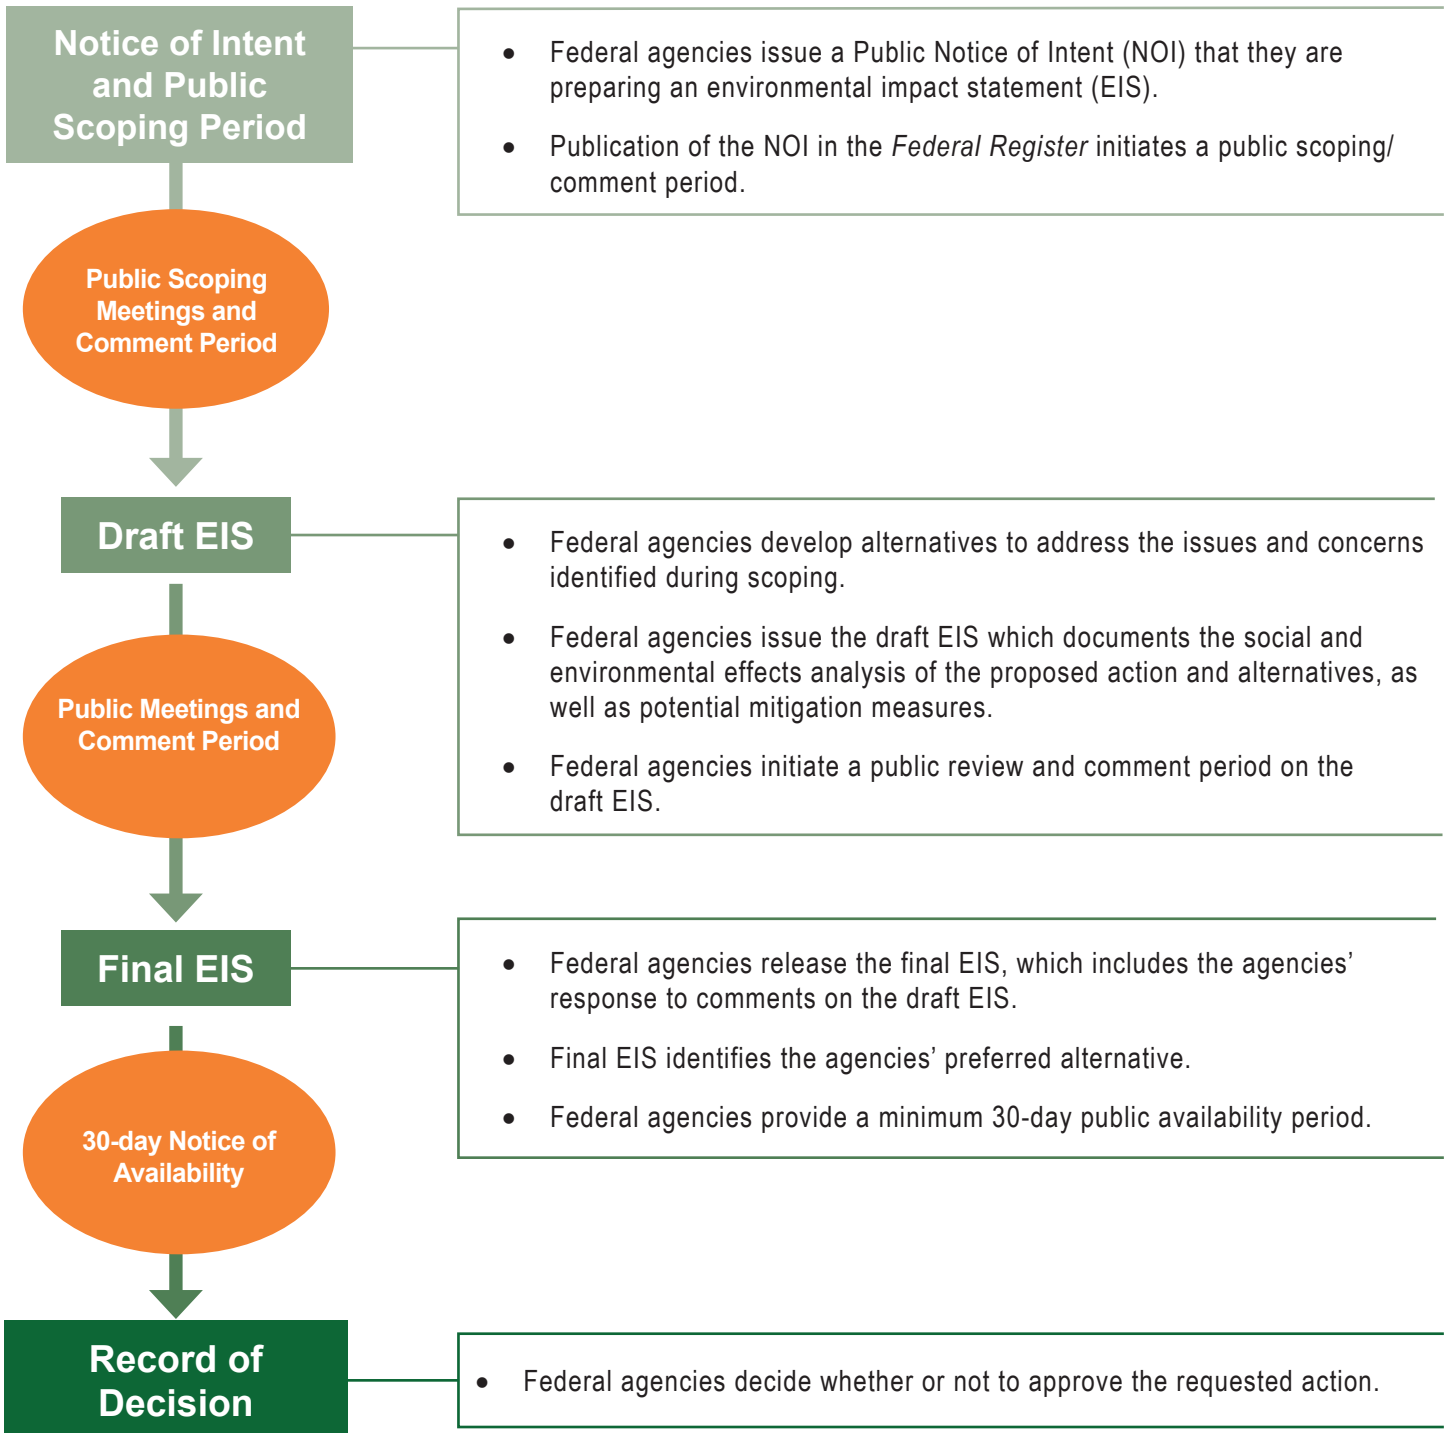 Notice of Intent
and Public
Scoping Period
• Federal agencies issue a Public Notice of Intent (NOI) that they are
preparing an environmental impact statement (EIS).
• Publication of the NOI in the Federal Register initiates a public scoping/
comment period.
Public Scoping
Meetings and
Comment Period
Draft EIS
• Federal agencies develop alternatives to address the issues and concerns
identified during scoping.
• Federal agencies issue the draft EIS which documents the social and
environmental effects analysis of the proposed action and alternatives, as
well as potential mitigation measures.
• Federal agencies initiate a public review and comment period on the
draft EIS.
Public Meetings and
Comment Period
Final EIS
• Federal agencies release the final EIS, which includes the agencies’
response to comments on the draft EIS.
• Final EIS identifies the agencies’ preferred alternative.
• Federal agencies provide a minimum 30-day public availability period.
30-day Notice of
Availability
Record of
Decision
• Federal agencies decide whether or not to approve the requested action.